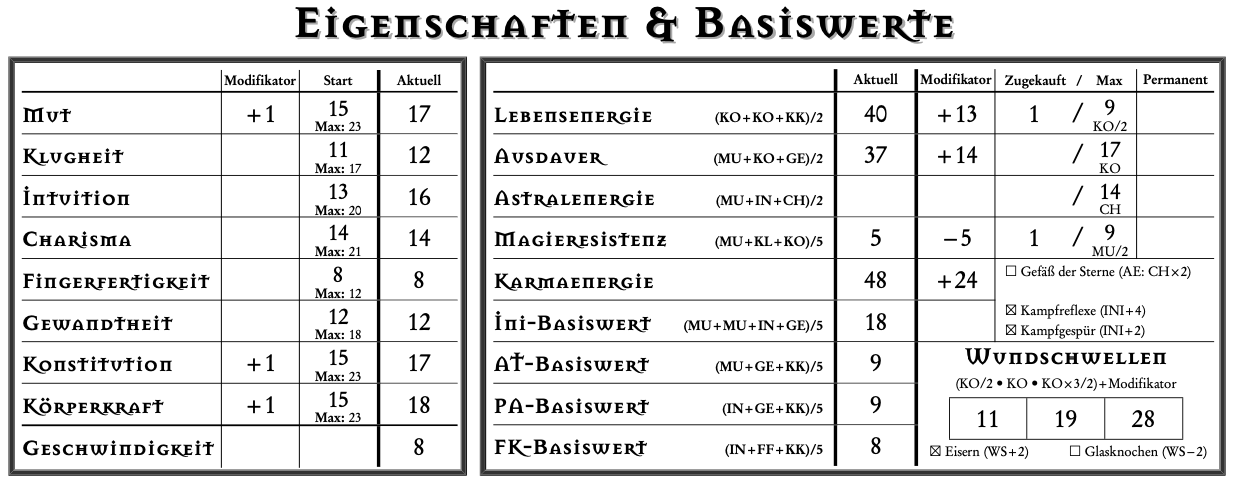 Eigenschaften & Basiswerte
Modifikator Start Aktuell
Mut +1 15 17
Max: 23
Klugheit 11 12
Max: 17
Intuition 13 16
Max: 20
Charisma 14 14
Max: 21
Fingerfertigkeit 8 8
Max: 12
Gewandtheit 12 12
Max: 18
Konstitution +1 15 17
Max: 23
Körperkraft +1 15 18
Max: 23
Geschwindigkeit 8
Aktuell Modifikator Zugekauft / Max Permanent
Lebensenergie (KO+KO+KK)/2 40 +13 1 / 9
KO/2
Ausdauer (MU+KO+GE)/2 37 +14 / 17
KO
Astralenergie (MU+IN+CH)/2 / 14
CH
Magieresistenz (MU+KL+KO)/5 5 −5 1 / 9
MU/2
Karmaenergie 48 +24
☐ Gefäß der Sterne (AE: CH×2)
Ini-Basiswert (MU+MU+IN+GE)/5 18
☒ Kampfreflexe (INI+4)
☒ Kampfgespür (INI+2)
AT-Basiswert (MU+GE+KK)/5 9
PA-Basiswert (IN+GE+KK)/5 9
FK-Basiswert (IN+FF+KK)/5 8
Wundschwellen
(KO/2 • KO • KO×3/2)+Modifikator
11 19 28
☒ Eisern (WS+2) ☐ Glasknochen (WS−2)